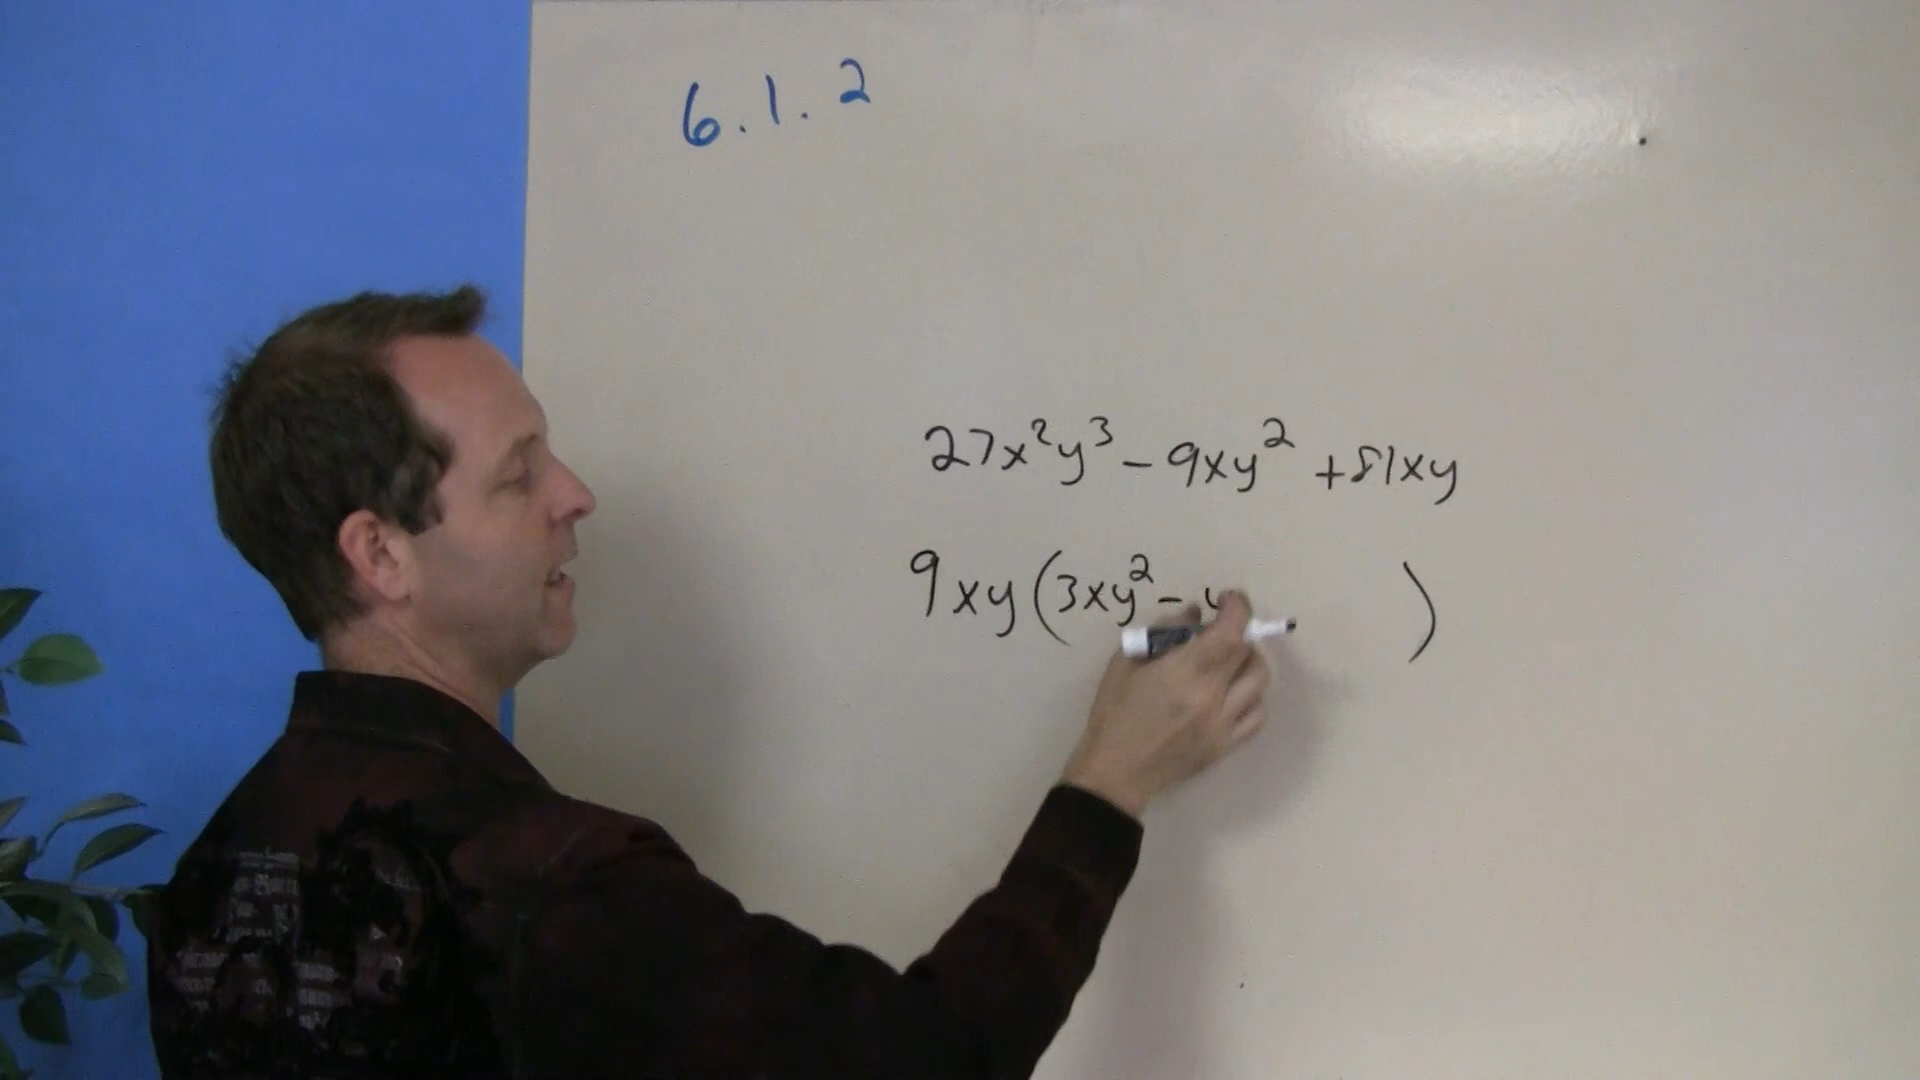 6.1.2
27x²y³ - 9xy² + 81xy
9xy(3xy² - y )